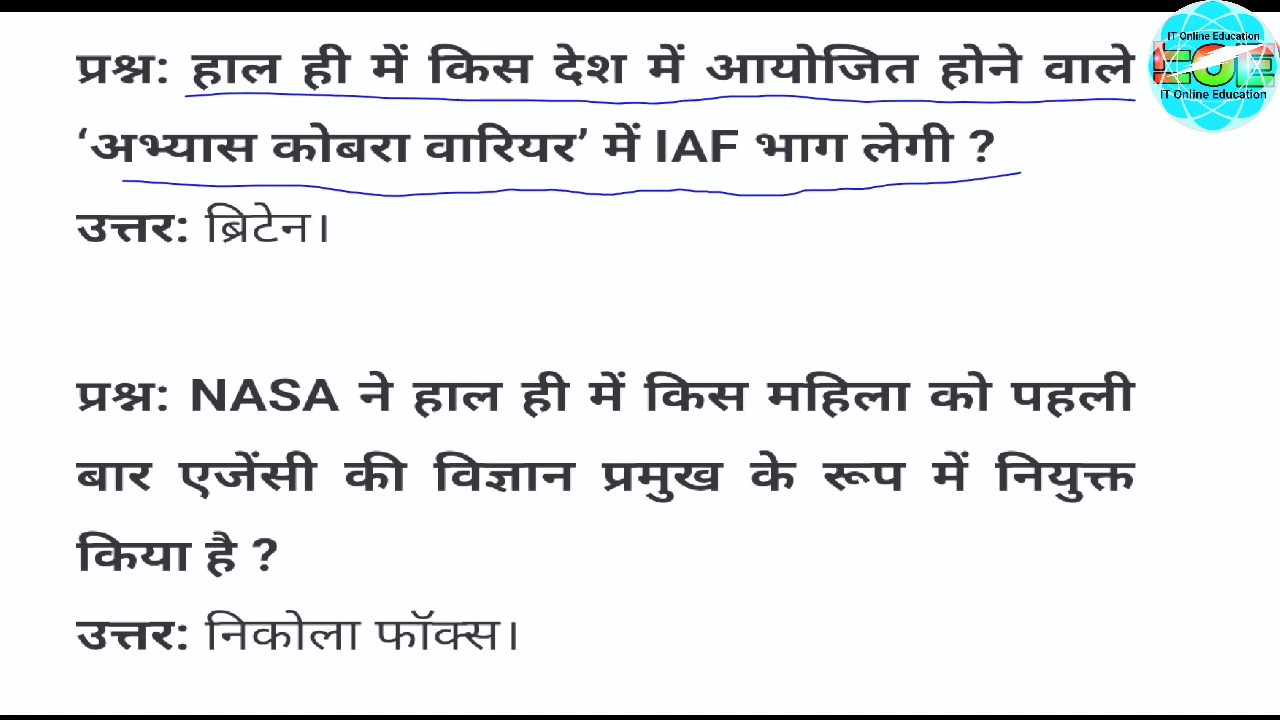 IT Online Education
IT Online Education
प्रश्न: हाल ही में किस देश में आयोजित होने वाले
‘अभ्यास कोबरा वारियर’ में IAF भाग लेगी ?
उत्तर: ब्रिटेन।
प्रश्न: NASA ने हाल ही में किस महिला को पहली
बार एजेंसी की विज्ञान प्रमुख के रूप में नियुक्त
किया है ?
उत्तर: निकोला फॉक्स।